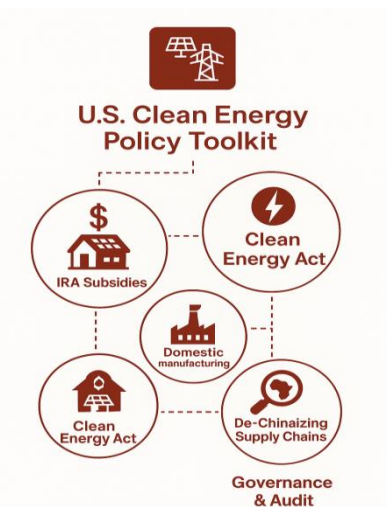 U.S. Clean Energy
Policy Toolkit
$
IRA Subsidies
Clean
Energy Act
Domestic
manufacturing
Clean
Energy Act
De-Chinaizing
Supply Chains
Governance
& Audit